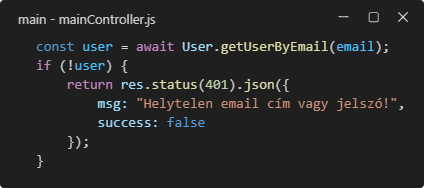 main - mainController.js
const user = await User.getUserByEmail(email);
if (!user) {
    return res.status(401).json({
        msg: "Helytelen email cím vagy jelszó!",
        success: false
    });
}